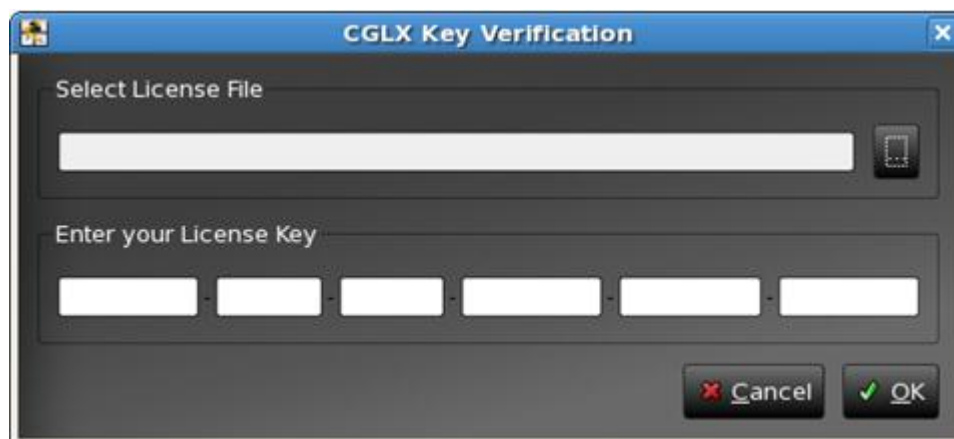 CGLX Key Verification
Select License File
...
Enter your License Key
- - - - -
Cancel OK